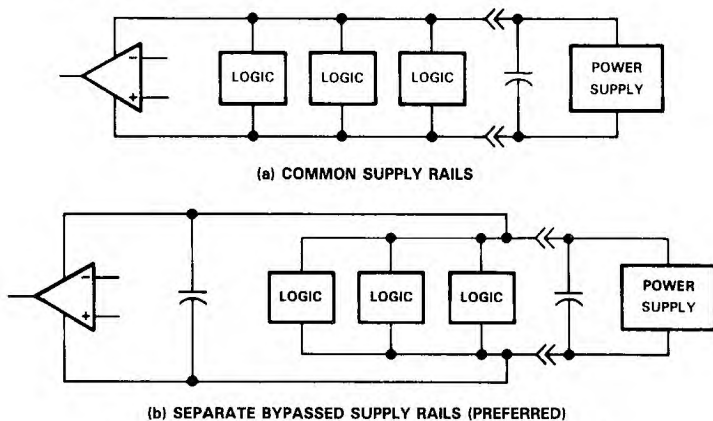 −
+
LOGIC
LOGIC
LOGIC
POWER
SUPPLY
(a) COMMON SUPPLY RAILS
−
+
LOGIC
LOGIC
LOGIC
POWER
SUPPLY
(b) SEPARATE BYPASSED SUPPLY RAILS (PREFERRED)